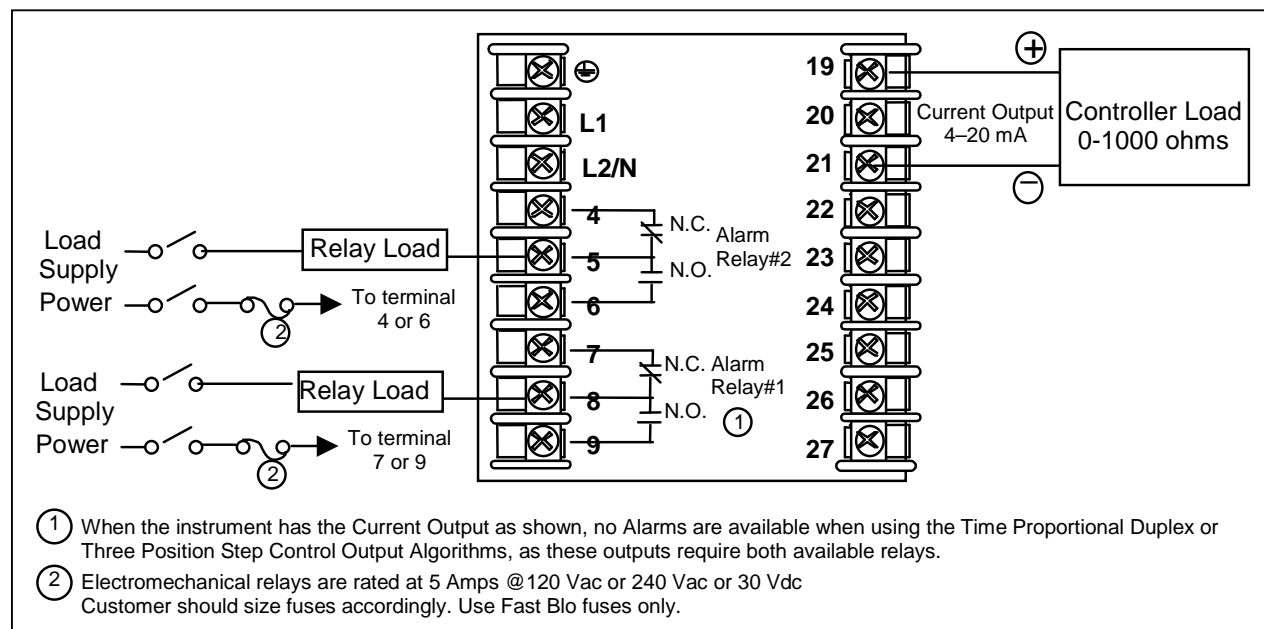 L1
L2/N
4
5
6
7
8
9
19
20
21
22
23
24
25
26
27
+
Current Output
4–20 mA
−
Controller Load
0-1000 ohms
N.C.
N.O.
Alarm
Relay#2
N.C.
N.O.
Alarm
Relay#1
1
Load
Supply
Power
Relay Load
2
To terminal
4 or 6
Load
Supply
Power
Relay Load
2
To terminal
7 or 9
1 When the instrument has the Current Output as shown, no Alarms are available when using the Time Proportional Duplex or
Three Position Step Control Output Algorithms, as these outputs require both available relays.
2 Electromechanical relays are rated at 5 Amps @120 Vac or 240 Vac or 30 Vdc
Customer should size fuses accordingly. Use Fast Blo fuses only.